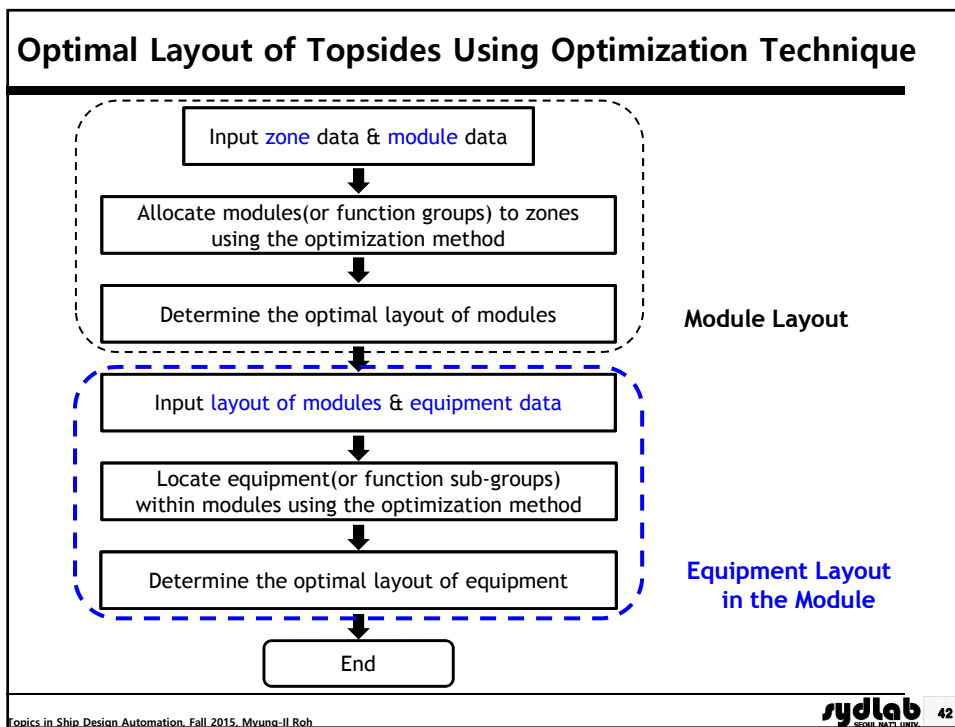 Optimal Layout of Topsides Using Optimization Technique
Input zone data & module data
Allocate modules(or function groups) to zones
using the optimization method
Determine the optimal layout of modules
Module Layout
Input layout of modules & equipment data
Locate equipment(or function sub-groups)
within modules using the optimization method
Determine the optimal layout of equipment
Equipment Layout
in the Module
End
Topics in Ship Design Automation, Fall 2015, Myung-Il Roh
sydlab
SEOUL NAT'L UNIV.
42